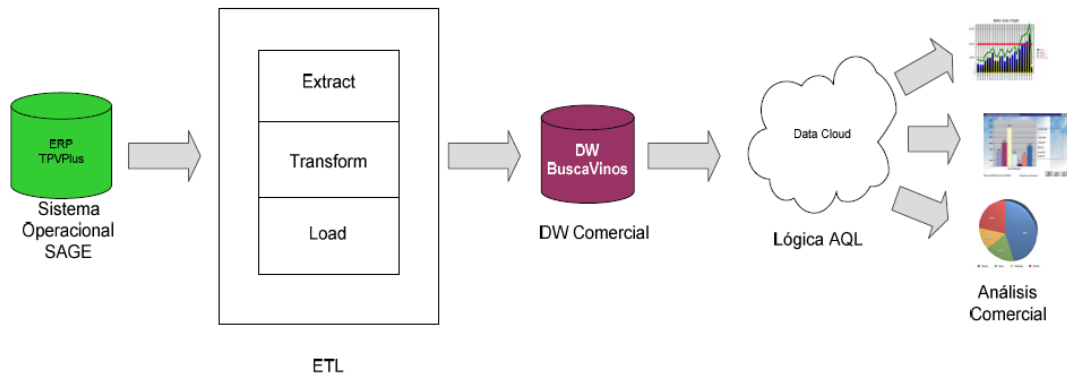 ERP
TPVPlus
Sistema
Operacional
SAGE
Extract
Transform
Load
ETL
DW
BuscaVinos
DW Comercial
Data Cloud
Lógica AQL
Análisis
Comercial